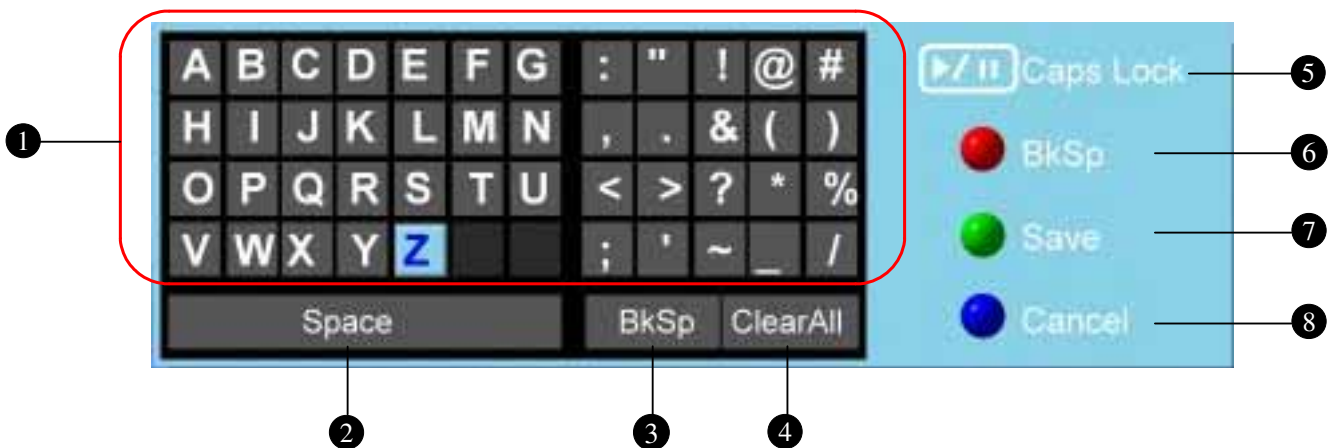 A B C D E F G : " ! @ # ▶/❚❚ Caps Lock 5
1 H I J K L M N , . & ( ) BkSp 6
O P Q R S T U < > ? * % Save 7
V W X Y Z ; ' ~ _ /
Space BkSp ClearAll Cancel 8
2 3 4